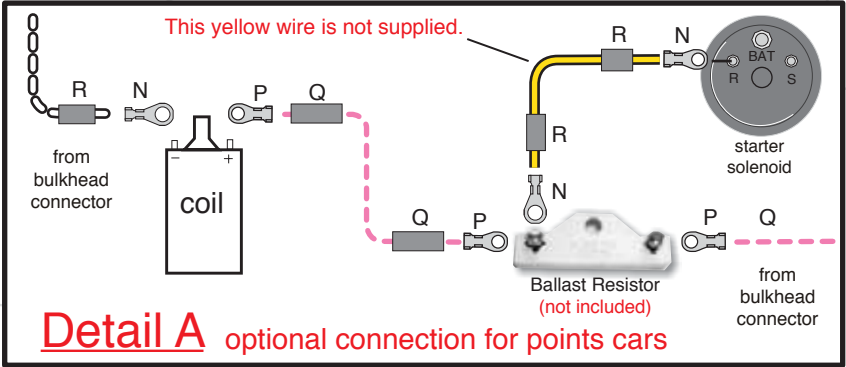 This yellow wire is not supplied.
R
N
BAT
R
S
starter
solenoid
R
N
P
Q
from
bulkhead
connector
-
+
coil
R
N
Q
P
P
Q
Ballast Resistor
(not included)
from
bulkhead
connector
Detail A optional connection for points cars